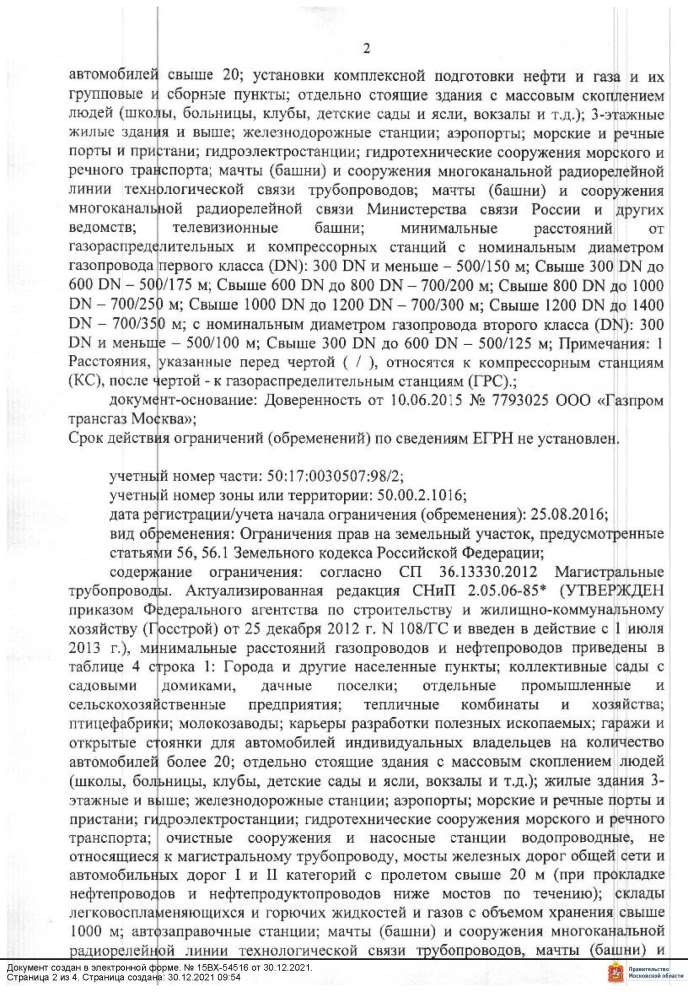 2
автомобилей свыше 20; установки комплексной подготовки нефти и газа и их
групповые и сборные пункты; отдельно стоящие здания с массовым скоплением
людей (школы, больницы, клубы, детские сады и ясли, вокзалы и т.д.); 3-этажные
жилые здания и выше; железнодорожные станции; аэропорты; морские и речные
порты и пристани; гидроэлектростанции; гидротехнические сооружения морского и
речного транспорта; мачты (башни) и сооружения многоканальной радиорелейной
линии технологической связи трубопроводов; мачты (башни) и сооружения
многоканальной радиорелейной связи Министерства связи России и других
ведомств; телевизионные башни; минимальные расстояний от
газораспределительных и компрессорных станций с номинальным диаметром
газопровода первого класса (DN): 300 DN и меньше – 500/150 м; Свыше 300 DN до
600 DN – 500/175 м; Свыше 600 DN до 800 DN – 700/200 м; Свыше 800 DN до 1000
DN – 700/250 м; Свыше 1000 DN до 1200 DN – 700/300 м; Свыше 1200 DN до 1400
DN – 700/350 м; с номинальным диаметром газопровода второго класса (DN): 300
DN и меньше – 500/100 м; Свыше 300 DN до 600 DN – 500/125 м; Примечания: 1
Расстояния, указанные перед чертой ( / ), относятся к компрессорным станциям
(КС), после чертой - к газораспределительным станциям (ГРС).;
документ-основание: Доверенность от 10.06.2015 № 7793025 ООО «Газпром
трансгаз Москва»;
Срок действия ограничений (обременений) по сведениям ЕГРН не установлен.
учетный номер части: 50:17:0030507:98/2;
учетный номер зоны или территории: 50.00.2.1016;
дата регистрации/учета начала ограничения (обременения): 25.08.2016;
вид обременения: Ограничения прав на земельный участок, предусмотренные
статьями 56, 56.1 Земельного кодекса Российской Федерации;
содержание ограничения: согласно СП 36.13330.2012 Магистральные
трубопроводы. Актуализированная редакция СНиП 2.05.06-85* (УТВЕРЖДЕН
приказом Федерального агентства по строительству и жилищно-коммунальному
хозяйству (Госстрой) от 25 декабря 2012 г. N 108/ГС и введен в действие с 1 июля
2013 г.), минимальные расстояний газопроводов и нефтепроводов приведены в
таблице 4 строка 1: Города и другие населенные пункты; коллективные сады с
садовыми домиками, дачные поселки; отдельные промышленные и
сельскохозяйственные предприятия; тепличные комбинаты и хозяйства;
птицефабрики; молокозаводы; карьеры разработки полезных ископаемых; гаражи и
открытые стоянки для автомобилей индивидуальных владельцев на количество
автомобилей более 20; отдельно стоящие здания с массовым скоплением людей
(школы, больницы, клубы, детские сады и ясли, вокзалы и т.д.); жилые здания 3-
этажные и выше; железнодорожные станции; аэропорты; морские и речные порты и
пристани; гидроэлектростанции; гидротехнические сооружения морского и речного
транспорта; очистные сооружения и насосные станции водопроводные, не
относящиеся к магистральному трубопроводу, мосты железных дорог общей сети и
автомобильных дорог I и II категорий с пролетом свыше 20 м (при прокладке
нефтепроводов и нефтепродуктопроводов ниже мостов по течению); склады
легковоспламеняющихся и горючих жидкостей и газов с объемом хранения свыше
1000 м; автозаправочные станции; мачты (башни) и сооружения многоканальной
радиорелейной линии технологической связи трубопроводов, мачты (башни) и
Документ создан в электронной форме. № 15ВХ-54516 от 30.12.2021.
Страница 2 из 4. Страница создана: 30.12.2021 09:54
Правительство
Московской области